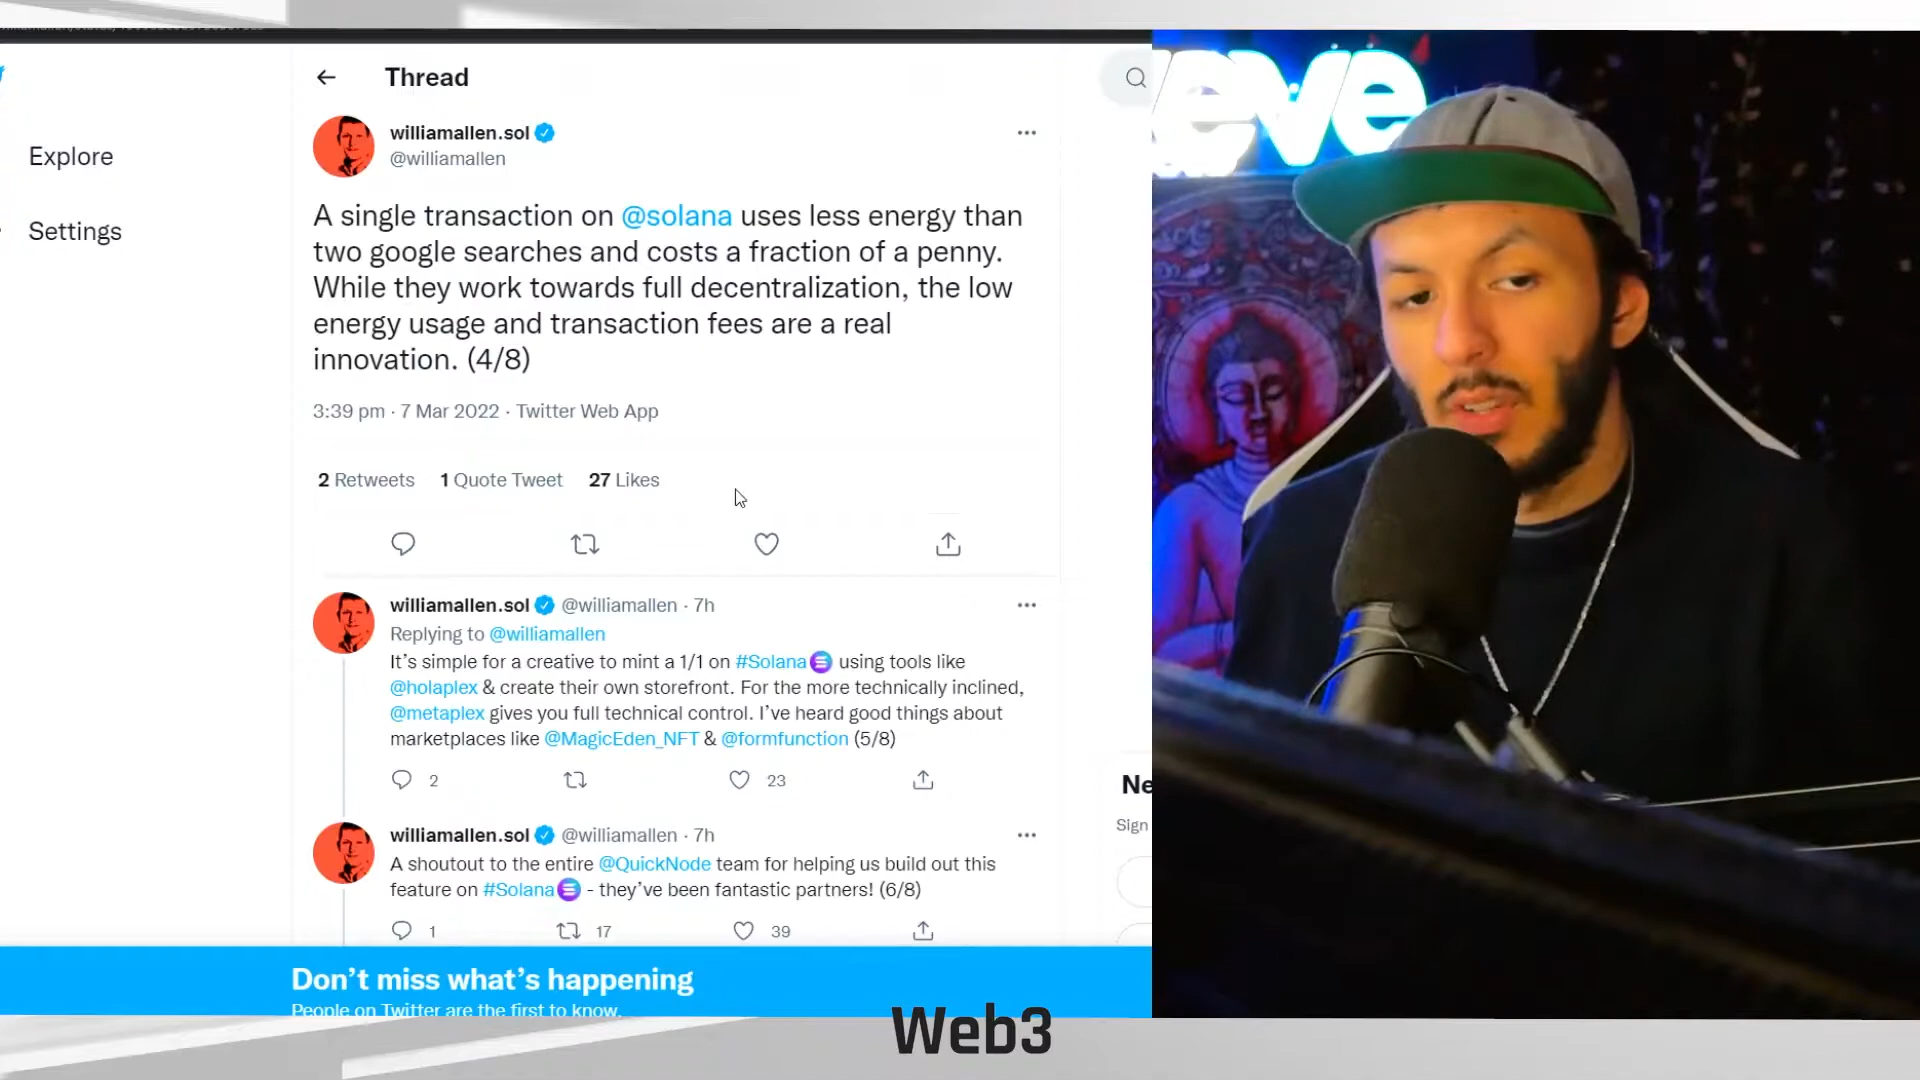 Thread
Explore
Settings
williamallen.sol
@williamallen
A single transaction on @solana uses less energy than
two google searches and costs a fraction of a penny.
While they work towards full decentralization, the low
energy usage and transaction fees are a real
innovation. (4/8)
3:39 pm · 7 Mar 2022 · Twitter Web App
2 Retweets 1 Quote Tweet 27 Likes
williamallen.sol @williamallen · 7h
Replying to @williamallen
It's simple for a creative to mint a 1/1 on #Solana using tools like
@holaplex & create their own storefront. For the more technically inclined,
@metaplex gives you full technical control. I've heard good things about
marketplaces like @MagicEden_NFT & @formfunction (5/8)
2 23
williamallen.sol @williamallen · 7h
A shoutout to the entire @QuickNode team for helping us build out this
feature on #Solana - they've been fantastic partners! (6/8)
1 17 39
Ne
Sign
Don't miss what's happening
People on Twitter are the first to know.
eve
Web3